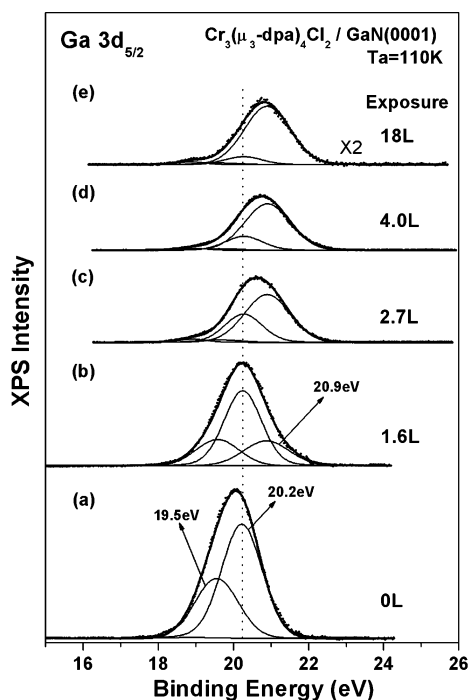 Ga 3d5/2
Cr3(μ3-dpa)4Cl2 / GaN(0001)
Ta=110K
Exposure
(e)
18L
X2
(d)
4.0L
(c)
2.7L
(b)
20.9eV
1.6L
(a)
19.5eV
20.2eV
0L
XPS Intensity
16 18 20 22 24 26
Binding Energy (eV)